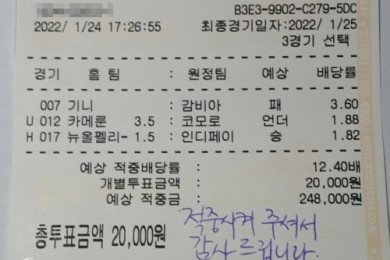 B3E3-9902-C279-5DC
2022/ 1/24 17:26:55 최종경기일자:2022/ 1/25
3경기 선택
경기 홈 팀 : 원정팀 예상 배당률
007 기니 : 감비아 패 3.60
U 012 카메룬 3.5 : 코모로 언더 1.88
H 017 뉴올펠리- 1.5 : 인디페이 승 1.82
예상 적중배당률 : 12.40배
개별투표금액 : 20,000원
예상 적중금 : 248,000원
총투표금액 20,000원
적중시켜 주셔서
감사 드립니다.